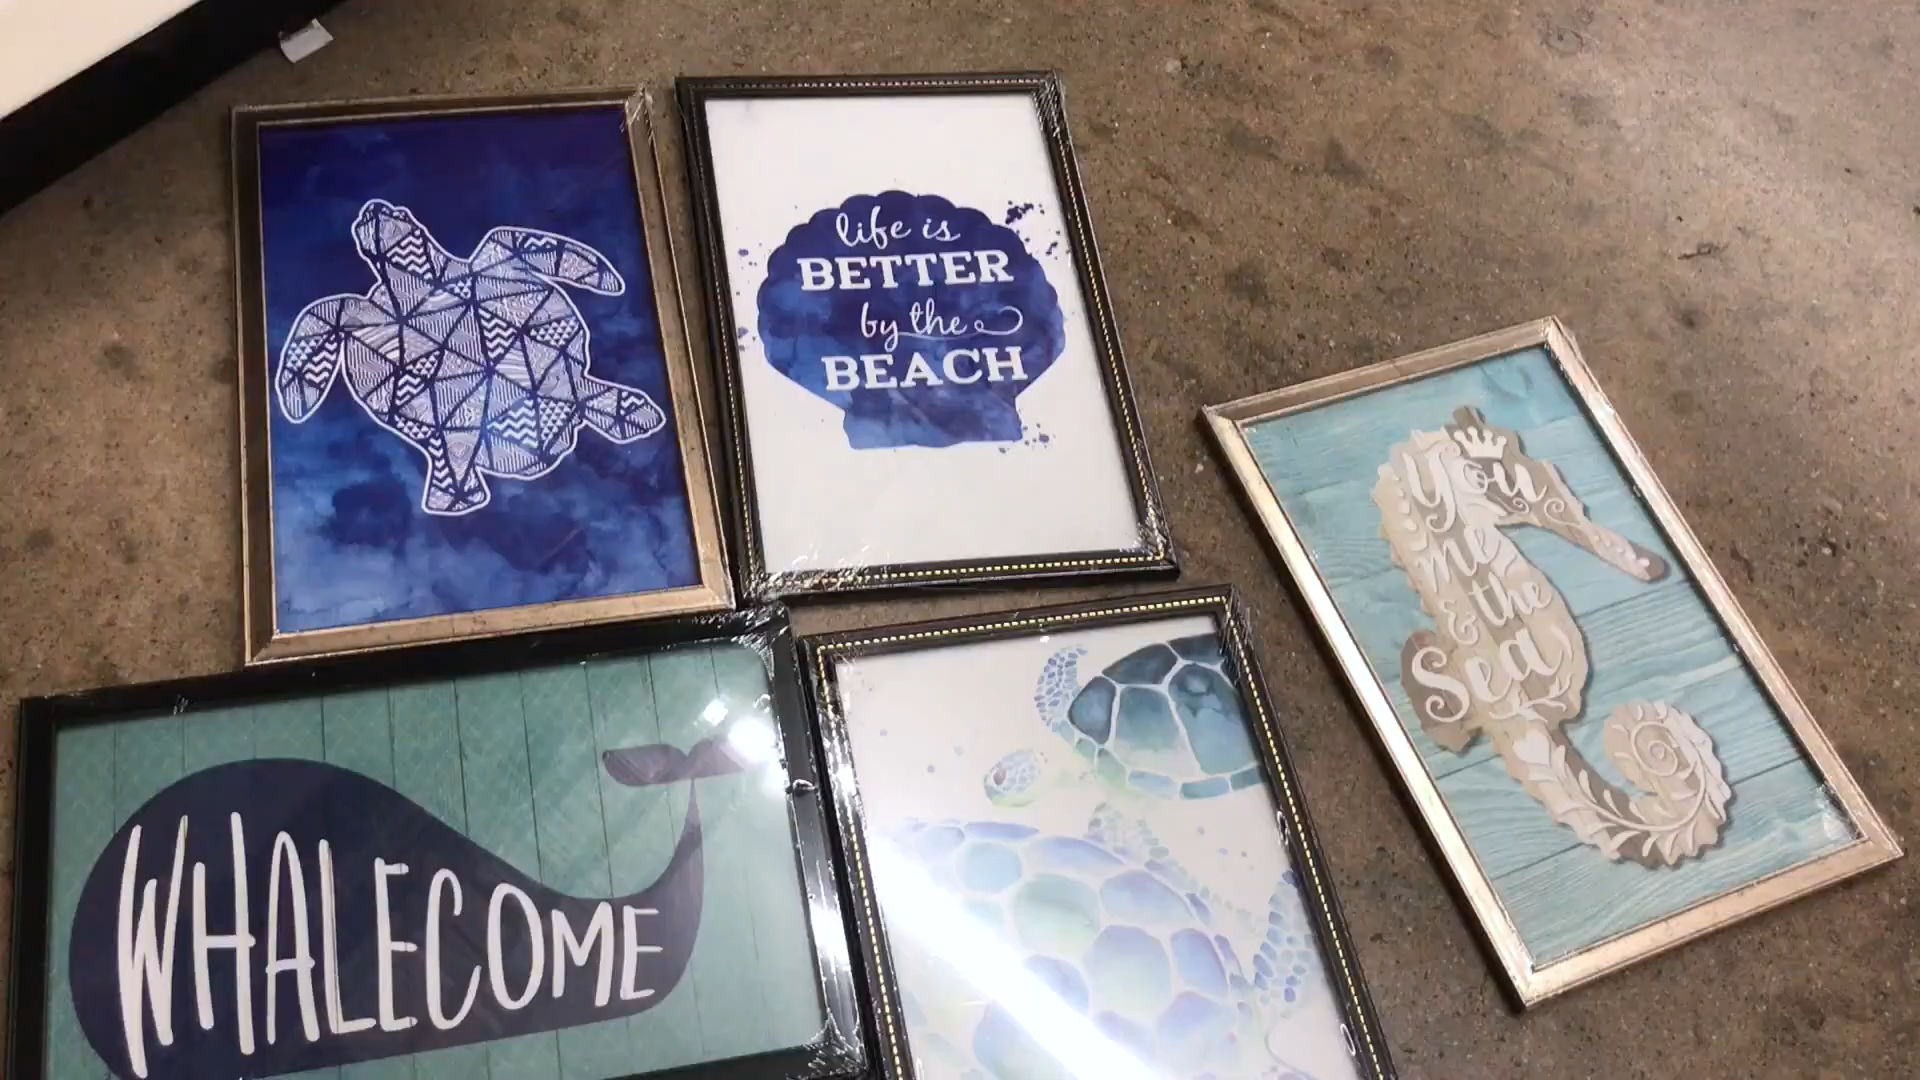 life is
BETTER
by the
BEACH
You
me
& the
Sea
WHALECOME